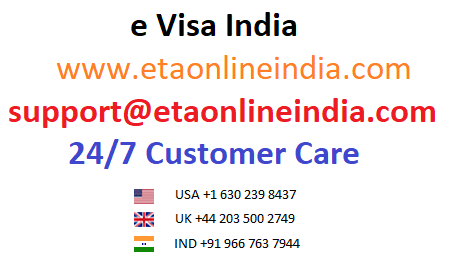 e Visa India
www.etaonlineindia.com
support@etaonlineindia.com
24/7 Customer Care
USA +1 630 239 8437
UK +44 203 500 2749
IND +91 966 763 7944